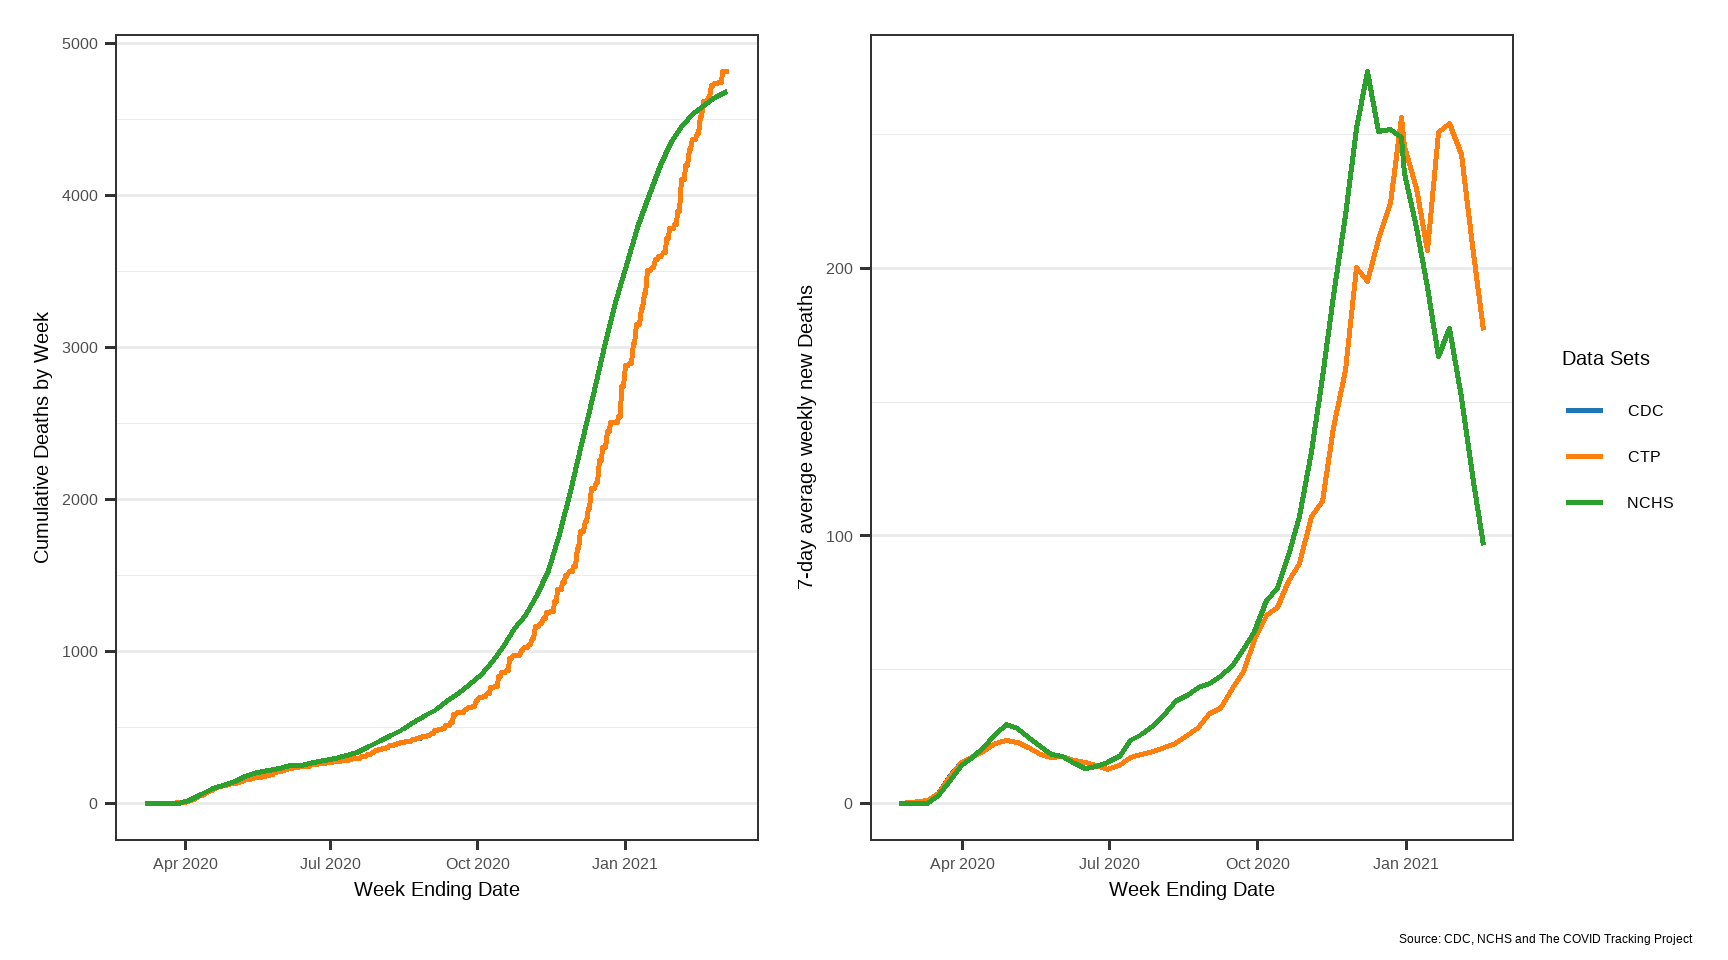 Cumulative Deaths by Week
5000
4000
3000
2000
1000
0
Apr 2020
Jul 2020
Oct 2020
Jan 2021
Week Ending Date
7-day average weekly new Deaths
200
100
0
Apr 2020
Jul 2020
Oct 2020
Jan 2021
Week Ending Date
Data Sets
CDC
CTP
NCHS
Source: CDC, NCHS and The COVID Tracking Project